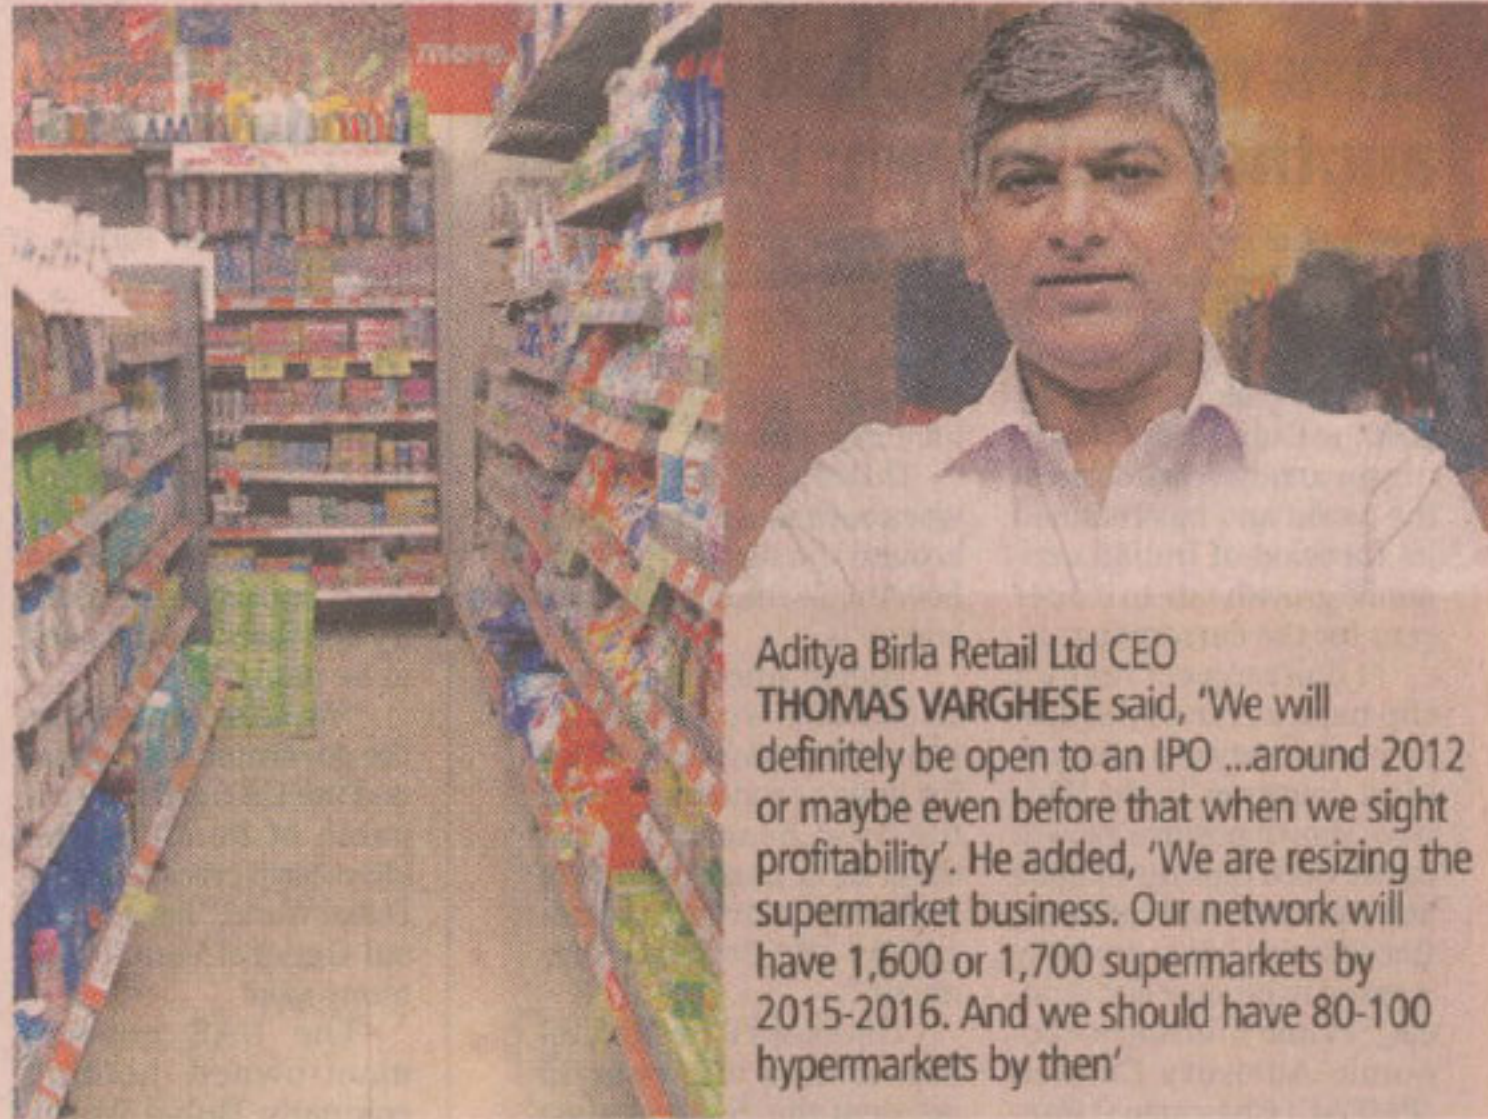 more.
Aditya Birla Retail Ltd CEO
THOMAS VARGHESE said, ‘We will
definitely be open to an IPO ...around 2012
or maybe even before that when we sight
profitability’. He added, ‘We are resizing the
supermarket business. Our network will
have 1,600 or 1,700 supermarkets by
2015-2016. And we should have 80-100
hypermarkets by then’